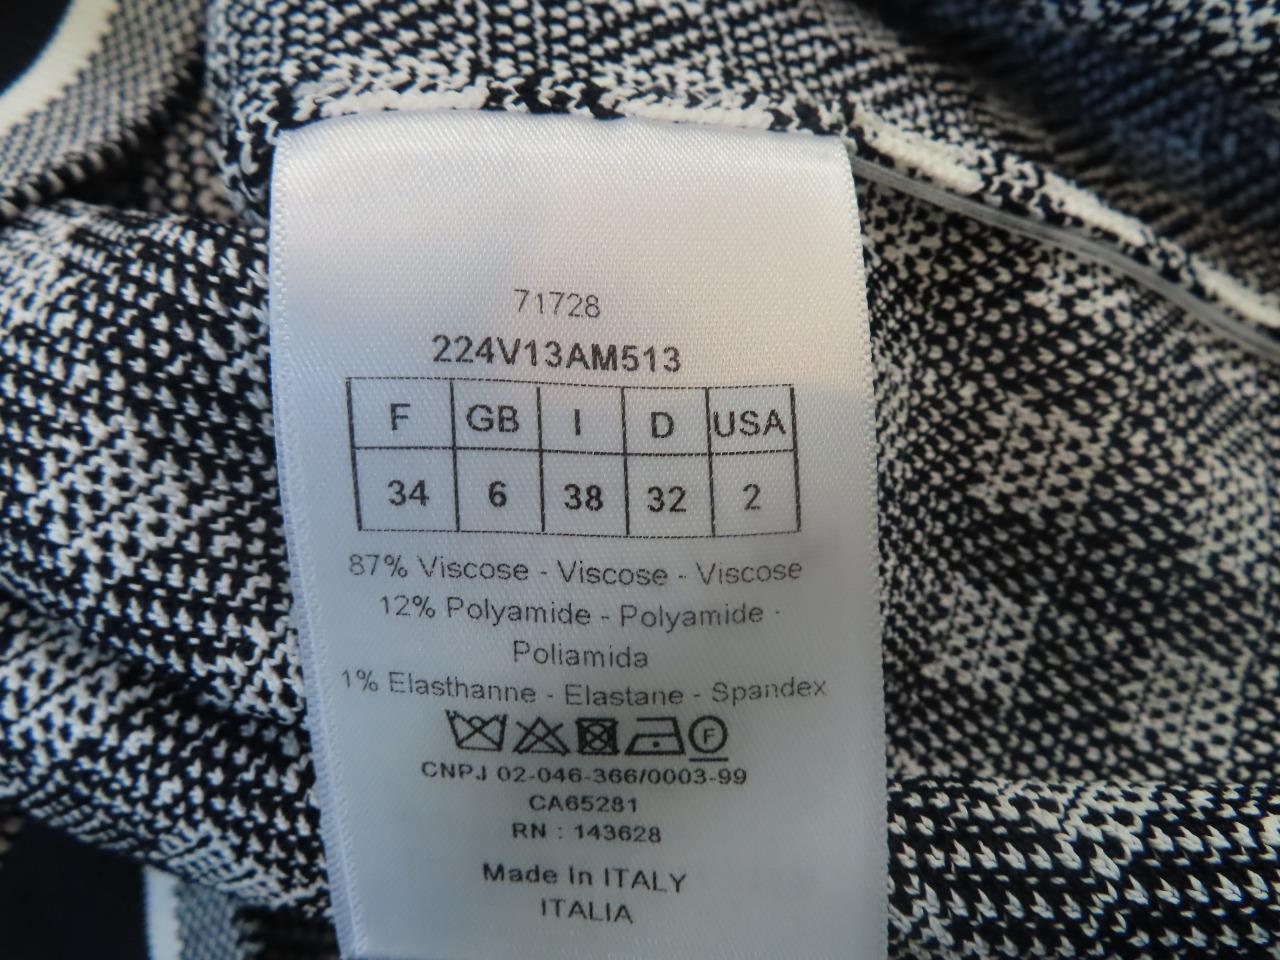 71728
224V13AM513
F GB I D USA
34 6 38 32 2
87% Viscose - Viscose - Viscose
12% Polyamide - Polyamide -
Poliamida
1% Elasthanne - Elastane - Spandex
F
CNPJ 02-046-366/0003-99
CA65281
RN : 143628
Made In ITALY
ITALIA